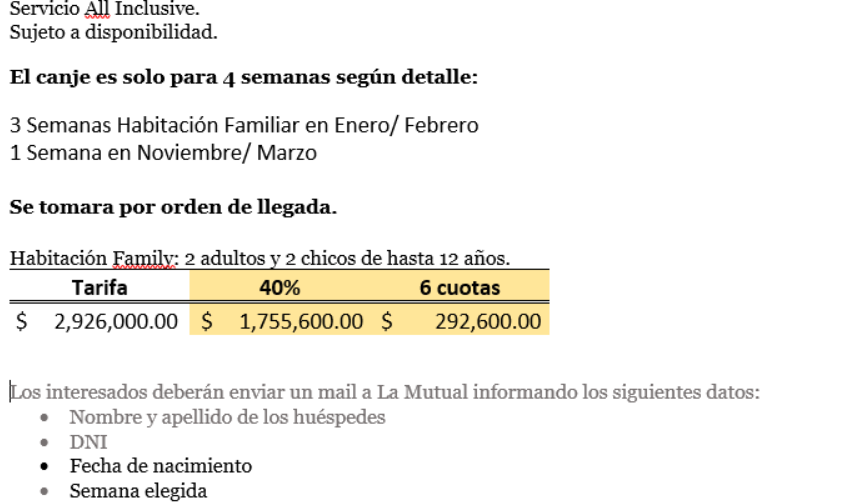 Servicio All Inclusive.
Sujeto a disponibilidad.
El canje es solo para 4 semanas según detalle:
3 Semanas Habitación Familiar en Enero/ Febrero
1 Semana en Noviembre/ Marzo
Se tomara por orden de llegada.
Habitación Family: 2 adultos y 2 chicos de hasta 12 años.
Tarifa 40% 6 cuotas
$ 2,926,000.00 $ 1,755,600.00 $ 292,600.00
Los interesados deberán enviar un mail a La Mutual informando los siguientes datos:
• Nombre y apellido de los huéspedes
• DNI
• Fecha de nacimiento
• Semana elegida